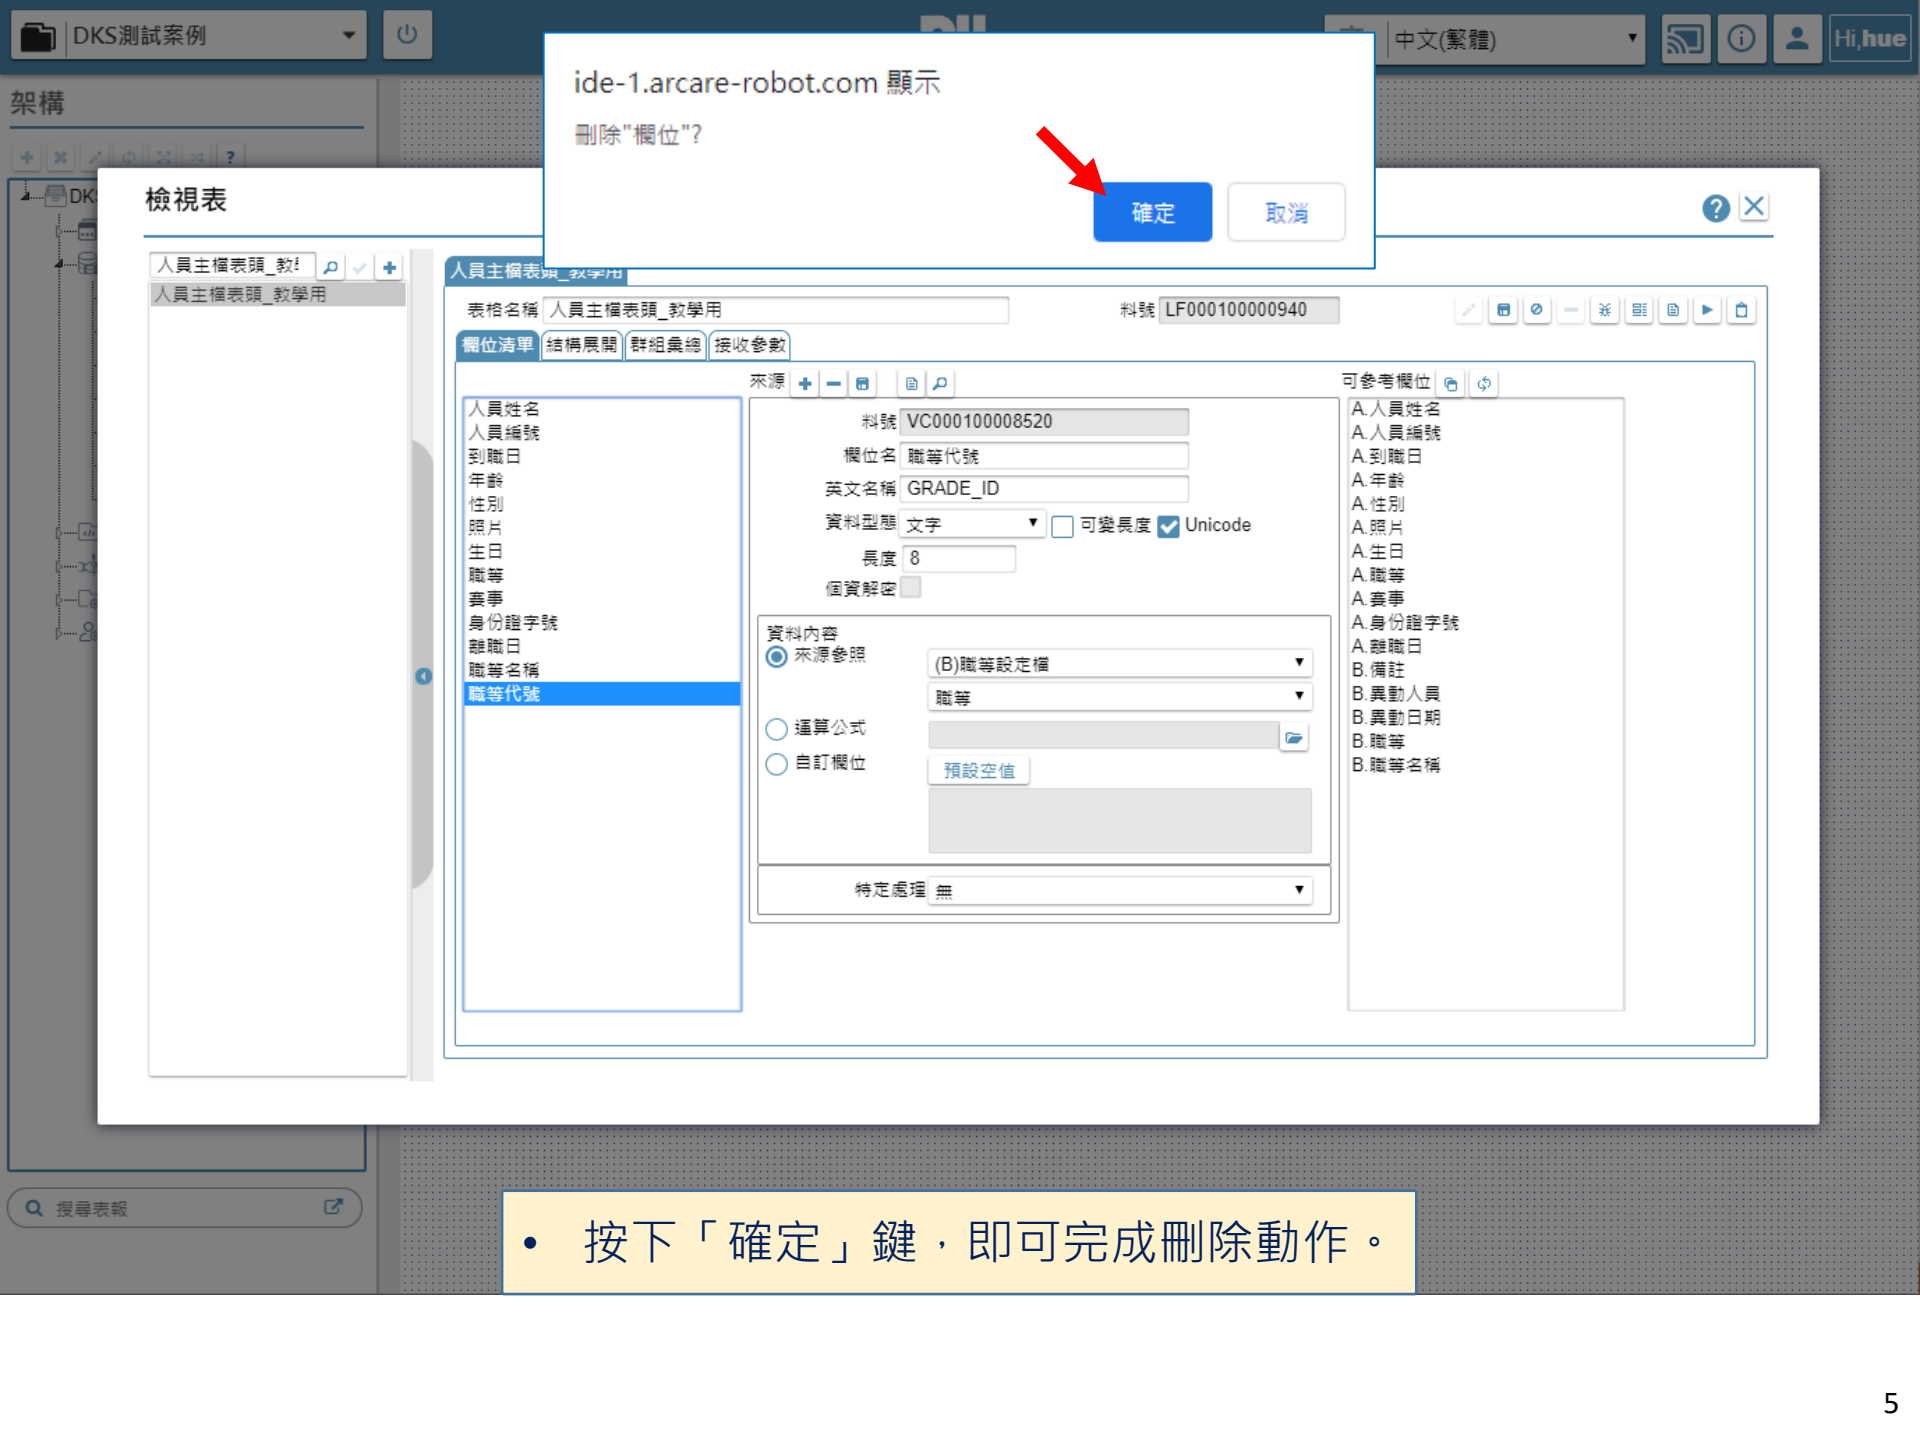 DKS測試案例
中文(繁體)
Hi,hue
架構
ide-1.arcare-robot.com 顯示
刪除"欄位"?
確定
取消
DK
檢視表
人員主檔表頭_教
人員主檔表頭_教學用
人員主檔表頭_教學用
表格名稱 人員主檔表頭_教學用
料號 LF000100000940
欄位清單 結構展開 群組彙總 接收參數
來源
可參考欄位
人員姓名
人員編號
到職日
年齡
性別
照片
生日
職等
賽事
身份證字號
離職日
職等名稱
職等代號
料號 VC000100008520
欄位名 職等代號
英文名稱 GRADE_ID
資料型態 文字 可變長度 Unicode
長度 8
個資解密
資料內容
來源參照 (B)職等設定檔
職等
運算公式
自訂欄位 預設空值
特定處理 無
A.人員姓名
A.人員編號
A.到職日
A.年齡
A.性別
A.照片
A.生日
A.職等
A.賽事
A.身份證字號
A.離職日
B.備註
B.異動人員
B.異動日期
B.職等
B.職等名稱
搜尋表報
• 按下「確定」鍵，即可完成刪除動作。
5